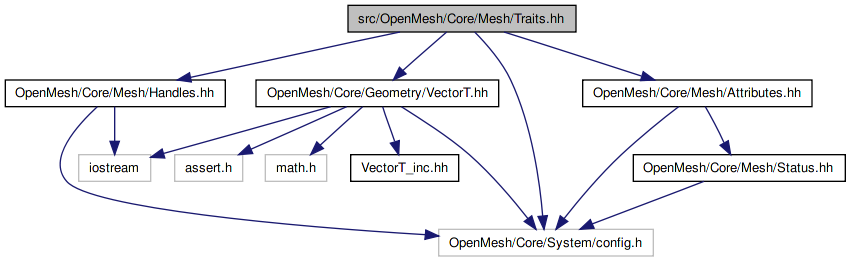 src/OpenMesh/Core/Mesh/Traits.hh
OpenMesh/Core/Mesh/Handles.hh
OpenMesh/Core/Geometry/VectorT.hh
OpenMesh/Core/Mesh/Attributes.hh
iostream
assert.h
math.h
VectorT_inc.hh
OpenMesh/Core/Mesh/Status.hh
OpenMesh/Core/System/config.h